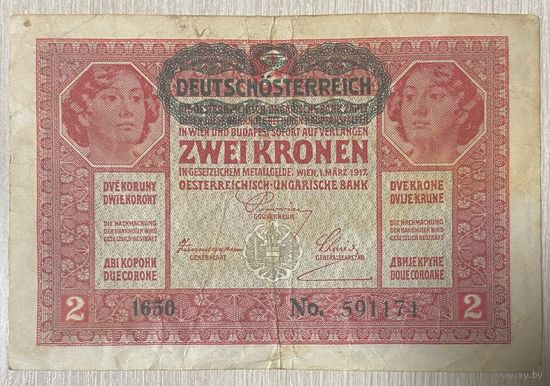 DEUTSCHÖSTERREICH
IN WIEN UND BUDAPEST SOFORT AUF VERLANGEN
ZWEI KRONEN
IN GESETZLICHEM METALLGELDE. WIEN, 1. MÄRZ 1917
OESTERREICHISCH-UNGARISCHE BANK
GOUVERNEUR
GENERALRAT
GENERALSEKRETÄR
DVĚ KORUNY
DWIE KORONY
DIE NACHMACHUNG
DER BANKNOTEN WIRD
GESETZLICH BESTRAFT
ДВІ КОРОНИ
DUE CORONE
DVE KRONE
DVIJE KRUNE
DIE NACHMACHUNG
DER BANKNOTEN WIRD
GESETZLICH BESTRAFT
ДВИЈЕ КРУНЕ
DOUE COROANE
2
1650
No. 591171
2
www.ay.by